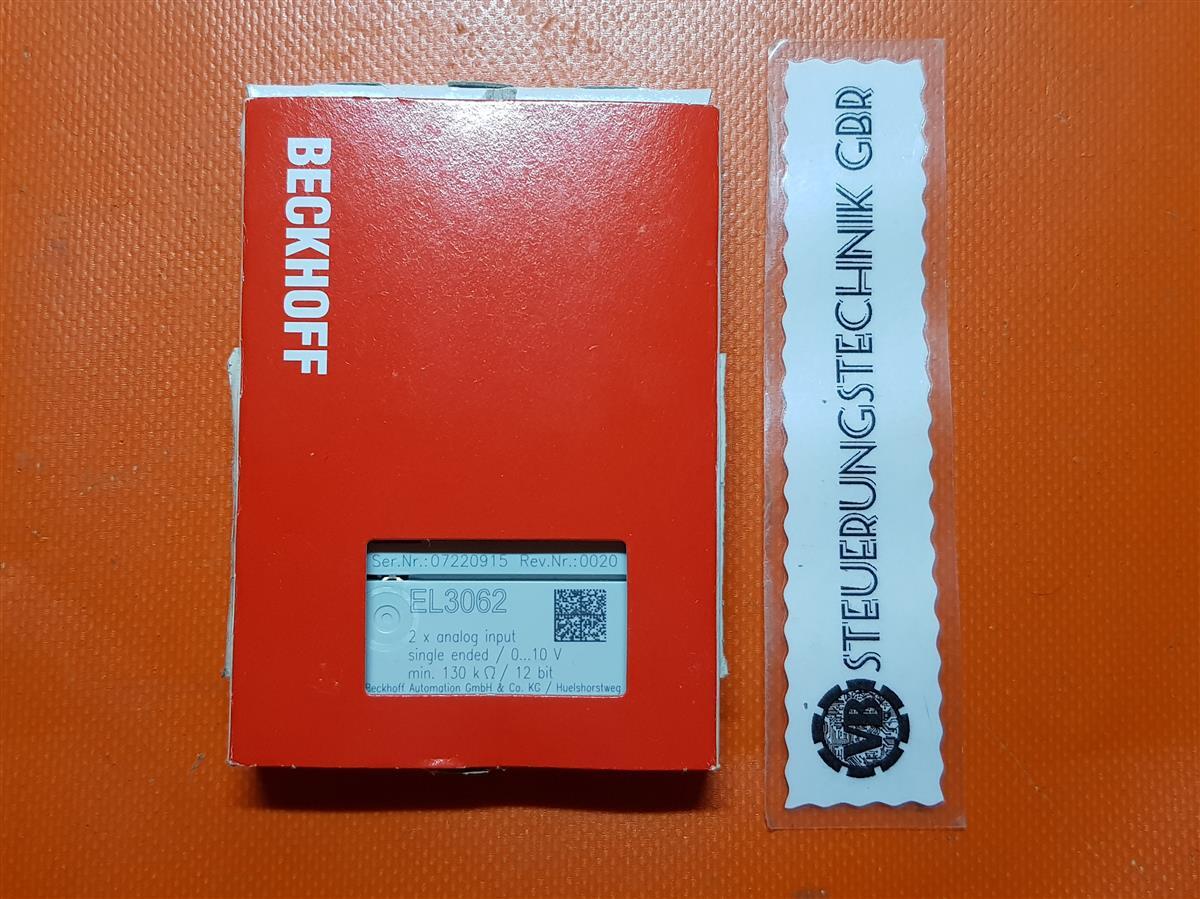 BECKHOFF
Ser.Nr.:07220915 Rev.Nr.:0020
EL3062
2 x analog input
single ended / 0...10 V
min. 130 kΩ / 12 bit
Beckhoff Automation GmbH & Co. KG / Huelshorstweg
VB STEUERUNGSTECHNIK GBR